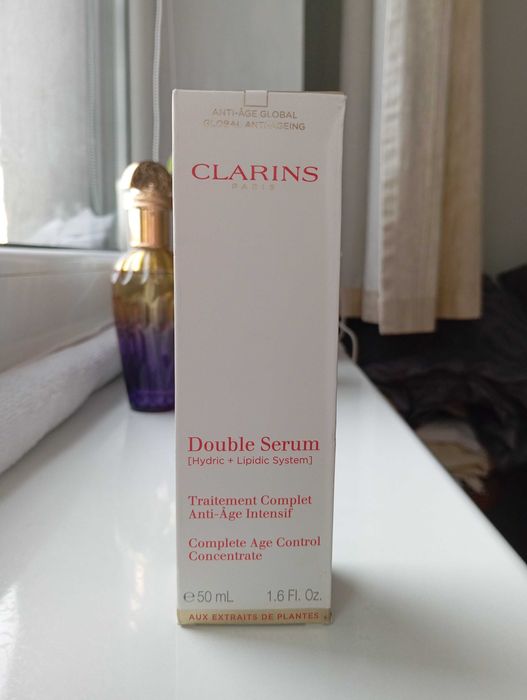 ANTI-ÂGE GLOBAL
GLOBAL ANTI-AGEING
CLARINS
PARIS
Double Serum
[Hydric + Lipidic System]
Traitement Complet
Anti-Âge Intensif
Complete Age Control
Concentrate
e 50 mL 1.6 Fl. Oz.
AUX EXTRAITS DE PLANTES